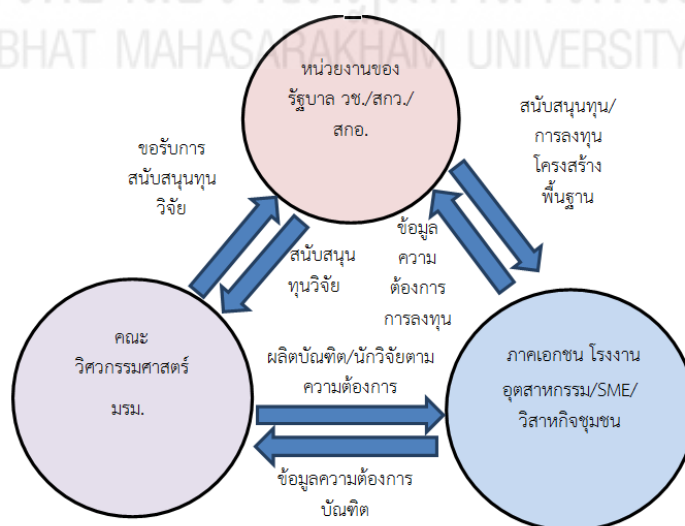 BHAT MAHASARAKHAM UNIVERSITY
หน่วยงานของ
รัฐบาล วช./สกว./
สกอ.
สนับสนุนทุน/
การลงทุน
โครงสร้าง
พื้นฐาน
ขอรับการ
สนับสนุนทุน
วิจัย
สนับสนุน
ทุนวิจัย
ข้อมูล
ความ
ต้องการ
การลงทุน
คณะ
วิศวกรรมศาสตร์
มรม.
ผลิตบัณฑิต/นักวิจัยตาม
ความต้องการ
ภาคเอกชน โรงงาน
อุตสาหกรรม/SME/
วิสาหกิจชุมชน
ข้อมูลความต้องการ
บัณฑิต